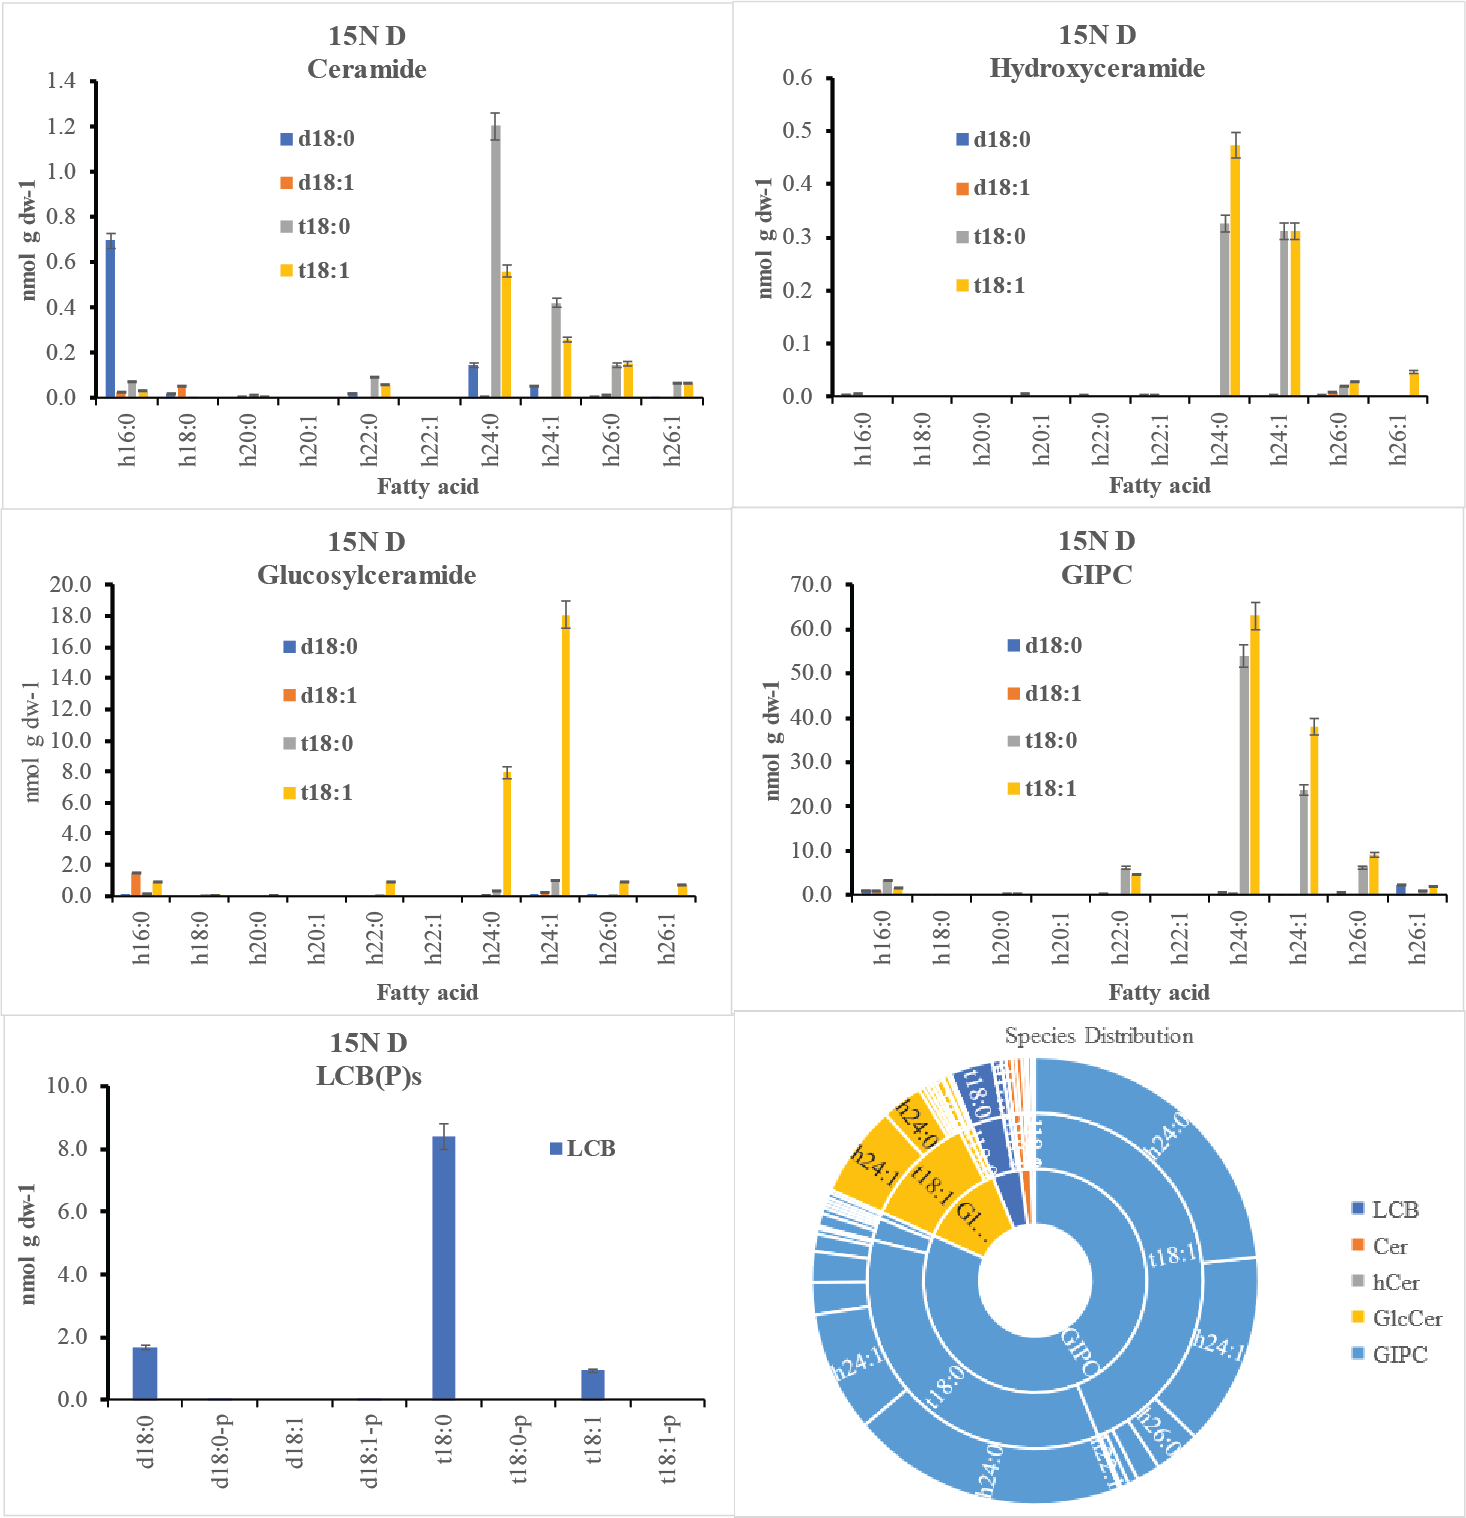 15N D
Ceramide
1.4
1.2
1.0
0.8
0.6
0.4
0.2
0.0
nmol g dw-1
d18:0
d18:1
t18:0
t18:1
h16:0 h18:0 h20:0 h20:1 h22:0 h22:1 h24:0 h24:1 h26:0 h26:1
Fatty acid
15N D
Hydroxyceramide
0.6
0.5
0.4
0.3
0.2
0.1
0.0
nmol g dw-1
d18:0
d18:1
t18:0
t18:1
h16:0 h18:0 h20:0 h20:1 h22:0 h22:1 h24:0 h24:1 h26:0 h26:1
Fatty acid
15N D
Glucosylceramide
20.0
18.0
16.0
14.0
12.0
10.0
8.0
6.0
4.0
2.0
0.0
nmol g dw-1
d18:0
d18:1
t18:0
t18:1
h16:0 h18:0 h20:0 h20:1 h22:0 h22:1 h24:0 h24:1 h26:0 h26:1
Fatty acid
15N D
GIPC
70.0
60.0
50.0
40.0
30.0
20.0
10.0
0.0
nmol g dw-1
d18:0
d18:1
t18:0
t18:1
h16:0 h18:0 h20:0 h20:1 h22:0 h22:1 h24:0 h24:1 h26:0 h26:1
Fatty acid
15N D
LCB(P)s
10.0
8.0
6.0
4.0
2.0
0.0
nmol g dw-1
LCB
d18:0 d18:0-p d18:1 d18:1-p t18:0 t18:0-p t18:1 t18:1-p
Species Distribution
h24:0
t18:1
h24:1
h26:0
GIPC
t18:0
h24:0
h24:1
Gl...
t18:1
h24:1
h24:0
t18:0
LCB
Cer
hCer
GlcCer
GIPC